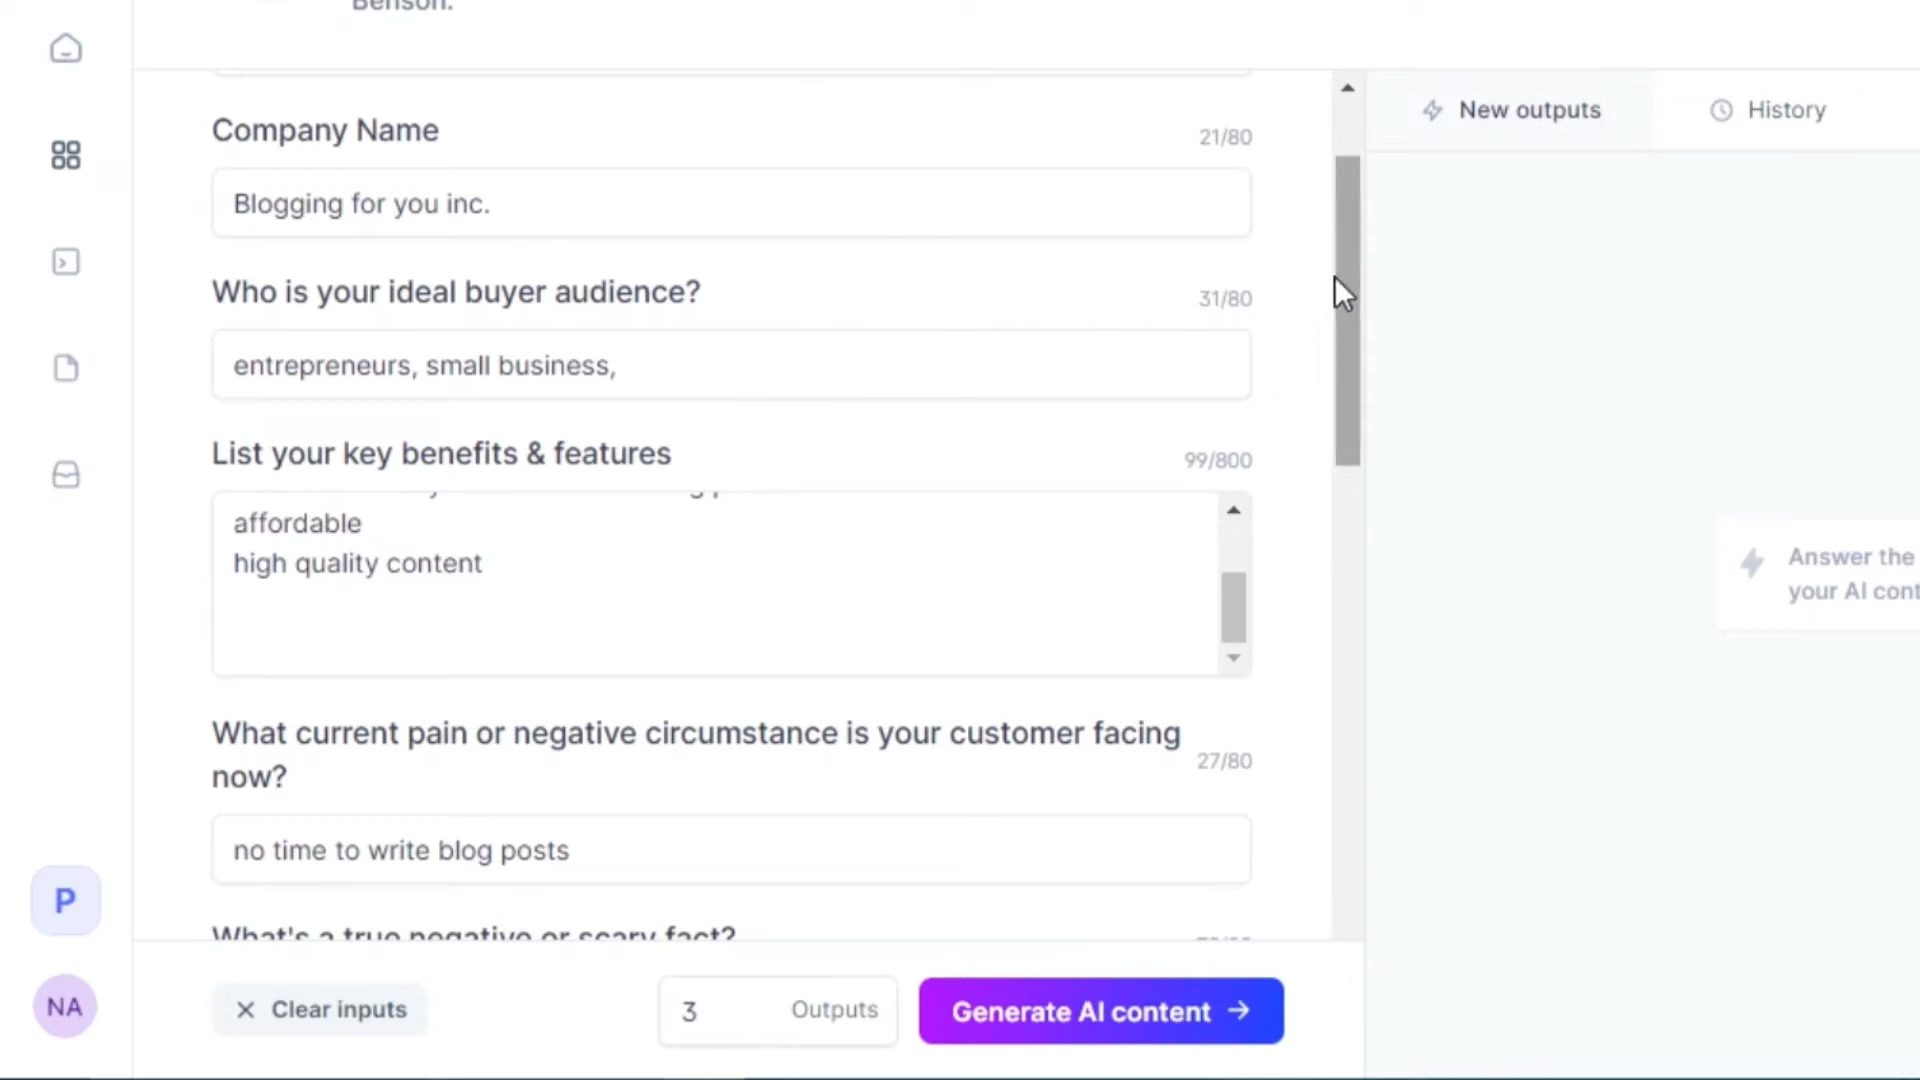 Benson.
New outputs
History
Company Name
21/80
Blogging for you inc.
Who is your ideal buyer audience?
31/80
entrepreneurs, small business,
List your key benefits & features
99/800
affordable
high quality content
Answer the
your AI cont
What current pain or negative circumstance is your customer facing
now?
27/80
no time to write blog posts
What's a true negative or scary fact?
P
NA
Clear inputs
3
Outputs
Generate AI content